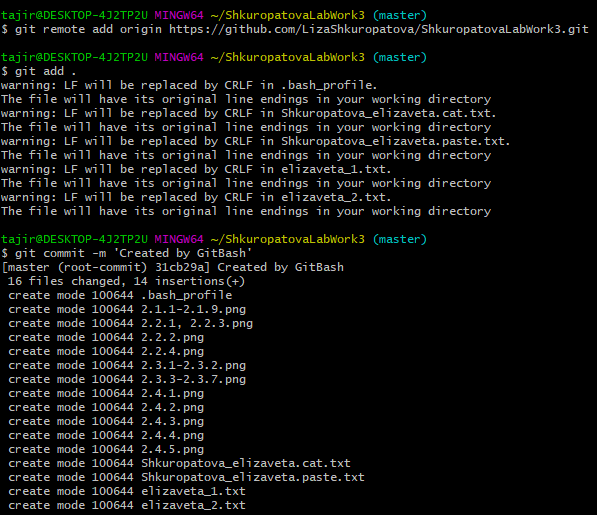 tajir@DESKTOP-4J2TP2U MINGW64 ~/ShkuropatovaLabWork3 (master)
$ git remote add origin https://github.com/LizaShkuropatova/ShkuropatovaLabWork3.git
tajir@DESKTOP-4J2TP2U MINGW64 ~/ShkuropatovaLabWork3 (master)
$ git add .
warning: LF will be replaced by CRLF in .bash_profile.
The file will have its original line endings in your working directory
warning: LF will be replaced by CRLF in Shkuropatova_elizaveta.cat.txt.
The file will have its original line endings in your working directory
warning: LF will be replaced by CRLF in Shkuropatova_elizaveta.paste.txt.
The file will have its original line endings in your working directory
warning: LF will be replaced by CRLF in elizaveta_1.txt.
The file will have its original line endings in your working directory
warning: LF will be replaced by CRLF in elizaveta_2.txt.
The file will have its original line endings in your working directory
tajir@DESKTOP-4J2TP2U MINGW64 ~/ShkuropatovaLabWork3 (master)
$ git commit -m 'Created by GitBash'
[master (root-commit) 31cb29a] Created by GitBash
16 files changed, 14 insertions(+)
create mode 100644 .bash_profile
create mode 100644 2.1.1-2.1.9.png
create mode 100644 2.2.1, 2.2.3.png
create mode 100644 2.2.2.png
create mode 100644 2.2.4.png
create mode 100644 2.3.1-2.3.2.png
create mode 100644 2.3.3-2.3.7.png
create mode 100644 2.4.1.png
create mode 100644 2.4.2.png
create mode 100644 2.4.3.png
create mode 100644 2.4.4.png
create mode 100644 2.4.5.png
create mode 100644 Shkuropatova_elizaveta.cat.txt
create mode 100644 Shkuropatova_elizaveta.paste.txt
create mode 100644 elizaveta_1.txt
create mode 100644 elizaveta_2.txt